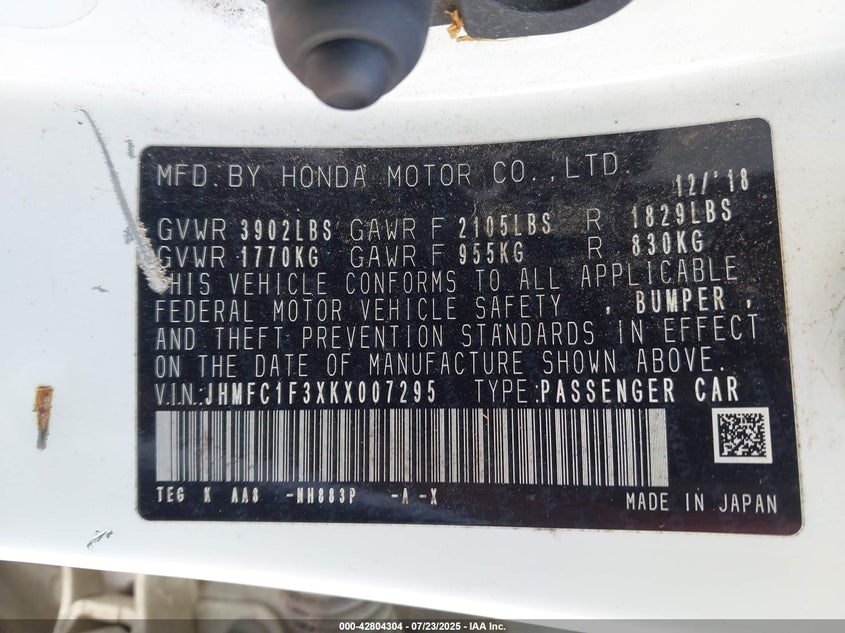 MFD. BY HONDA MOTOR CO., LTD. 12/'18
GVWR 3902LBS GAWR F 2105LBS R 1829LBS
GVWR 1770KG GAWR F 955KG R 830KG
THIS VEHICLE CONFORMS TO ALL APPLICABLE
FEDERAL MOTOR VEHICLE SAFETY , BUMPER ,
AND THEFT PREVENTION STANDARDS IN EFFECT
ON THE DATE OF MANUFACTURE SHOWN ABOVE.
V.I.N.:JHMFC1F3XKX007295 TYPE:PASSENGER CAR
TEG K AA8 -NH883P -A -X
MADE IN JAPAN
000-42804304 - 07/23/2025 - IAA Inc.